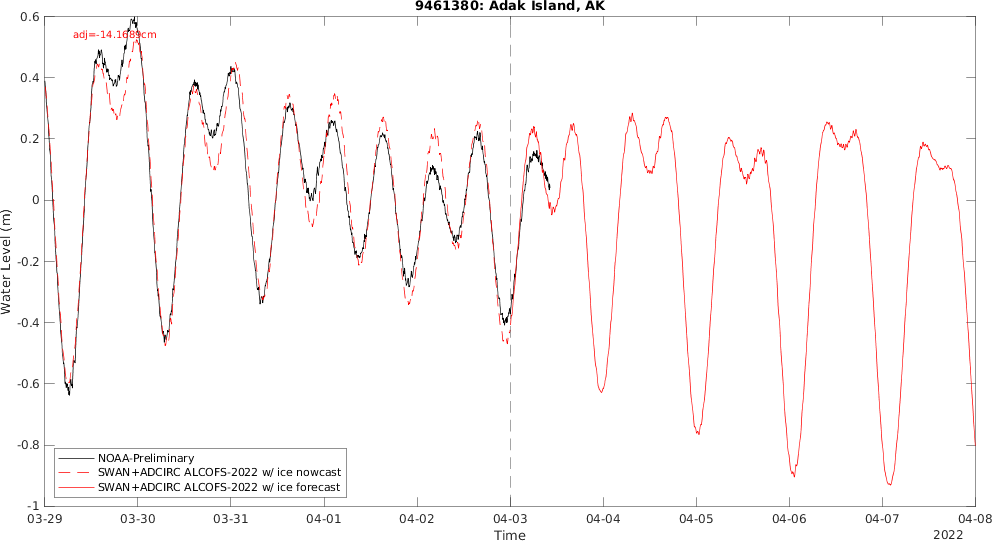 9461380: Adak Island, AK
adj=-14.1689cm
0.6
0.4
0.2
0
-0.2
-0.4
-0.6
-0.8
-1
Water Level (m)
NOAA-Preliminary
SWAN+ADCIRC ALCOFS-2022 w/ ice nowcast
SWAN+ADCIRC ALCOFS-2022 w/ ice forecast
03-29 03-30 03-31 04-01 04-02 04-03 04-04 04-05 04-06 04-07 04-08
Time
2022